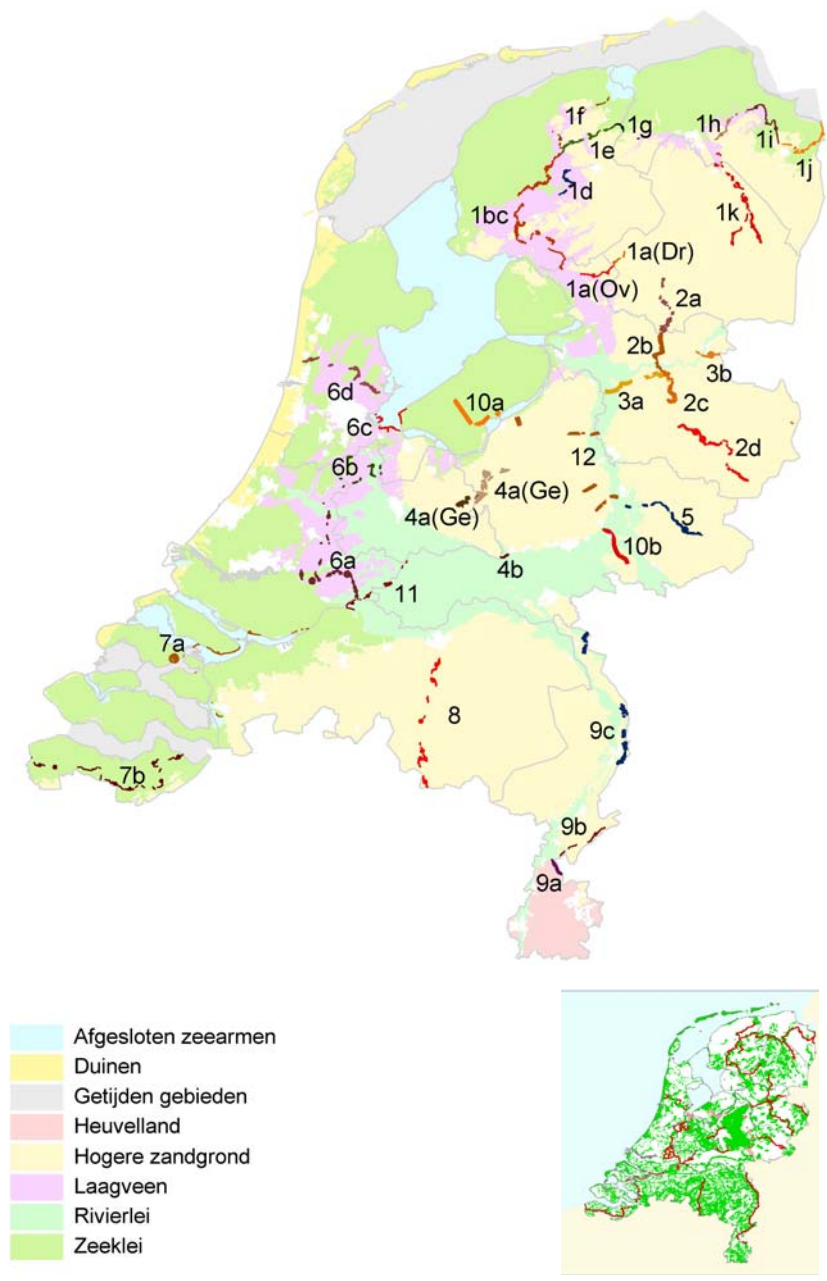 1f
1g
1h
1e
1i
1d
1j
1bc
1k
1a(Dr)
1a(Ov)
2a
2b
3b
6d
3a
2c
10a
6c
2d
12
6b
4a(Ge)
4a(Ge)
5
10b
6a
4b
11
7a
8
9c
7b
9b
9a
Afgesloten zeearmen
Duinen
Getijden gebieden
Heuvelland
Hogere zandgrond
Laagveen
Rivierlei
Zeeklei